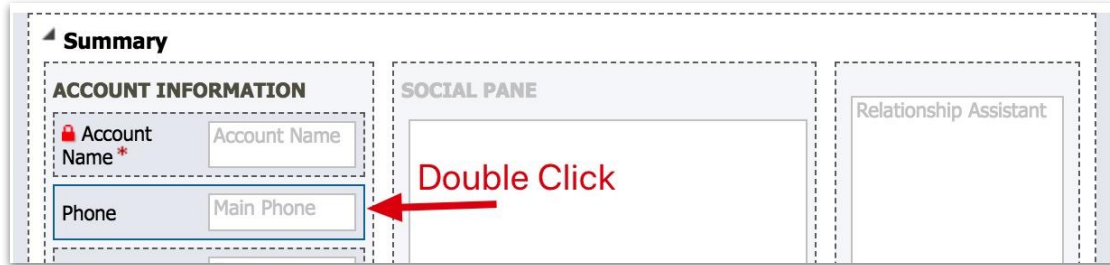 Summary
ACCOUNT INFORMATION
Account
Name*
Account Name
Phone
Main Phone
SOCIAL PANE
Double Click
Relationship Assistant